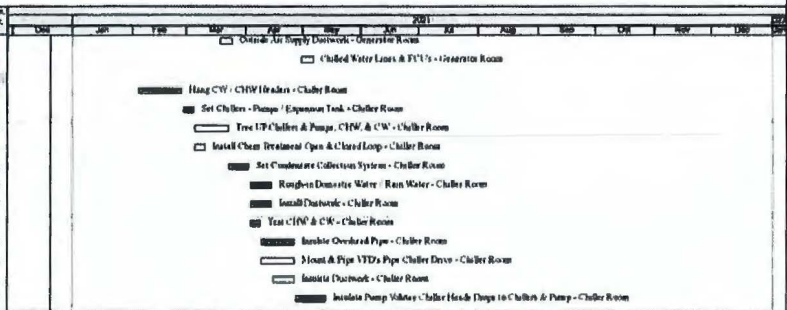 2021
Dec Jan Feb Mar Apr May Jun Jul Aug Sep Oct Nov Dec
Outside Air Supply Ductwork - Generator Room
Chilled Water Lines & FCU's - Generator Room
Hang CW / CHW Headers - Chiller Room
Set Chillers - Pumps / Expansion Tank - Chiller Room
Trec UP Chillers & Pumps, CHW, & CW - Chiller Room
Install Chem Treatment Open & Closed Loop - Chiller Room
Set Condensate Collection System - Chiller Room
Rough-in Domestic Water / Rain Water - Chiller Room
Install Ductwork - Chiller Room
Test CHW & CW - Chiller Room
Insulate Overhead Pipe - Chiller Room
Mount & Pipe VFD's Pipe Chiller Drive - Chiller Room
Insulate Ductwork - Chiller Room
Insulate Pump Chiller Heads Drops to Chillers & Pump - Chiller Room